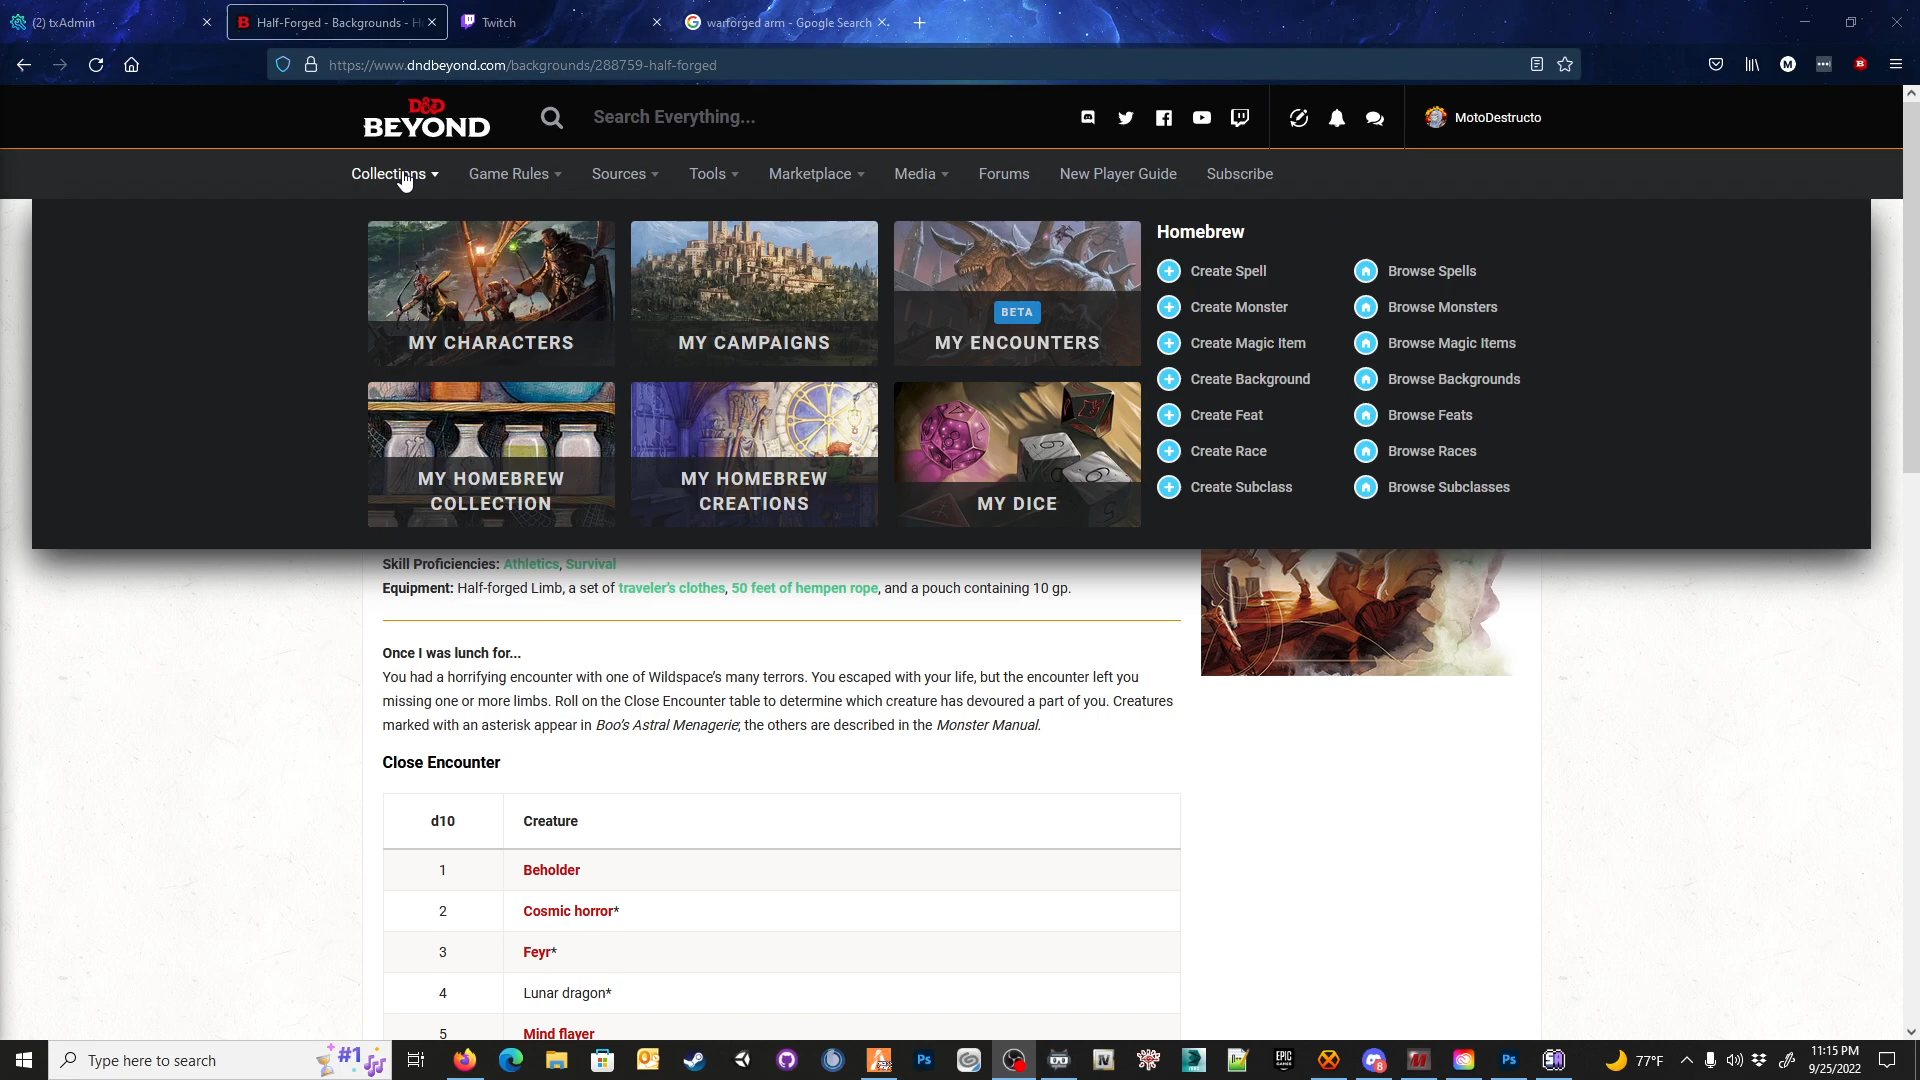 (2) txAdmin
Half-Forged - Backgrounds - H
Twitch
warforged arm - Google Search
https://www.dndbeyond.com/backgrounds/288759-half-forged
D&D
BEYOND
Search Everything...
MotoDestructo
Collections
Game Rules
Sources
Tools
Marketplace
Media
Forums
New Player Guide
Subscribe
MY CHARACTERS
MY CAMPAIGNS
BETA
MY ENCOUNTERS
MY HOMEBREW
COLLECTION
MY HOMEBREW
CREATIONS
MY DICE
Homebrew
Create Spell
Browse Spells
Create Monster
Browse Monsters
Create Magic Item
Browse Magic Items
Create Background
Browse Backgrounds
Create Feat
Browse Feats
Create Race
Browse Races
Create Subclass
Browse Subclasses
Skill Proficiencies: Athletics, Survival
Equipment: Half-forged Limb, a set of traveler's clothes, 50 feet of hempen rope, and a pouch containing 10 gp.
Once I was lunch for...
You had a horrifying encounter with one of Wildspace's many terrors. You escaped with your life, but the encounter left you
missing one or more limbs. Roll on the Close Encounter table to determine which creature has devoured a part of you. Creatures
marked with an asterisk appear in Boo's Astral Menagerie; the others are described in the Monster Manual.
Close Encounter
d10 Creature
1 Beholder
2 Cosmic horror*
3 Feyr*
4 Lunar dragon*
5 Mind flayer
Type here to search
#1
77°F
11:15 PM
9/25/2022